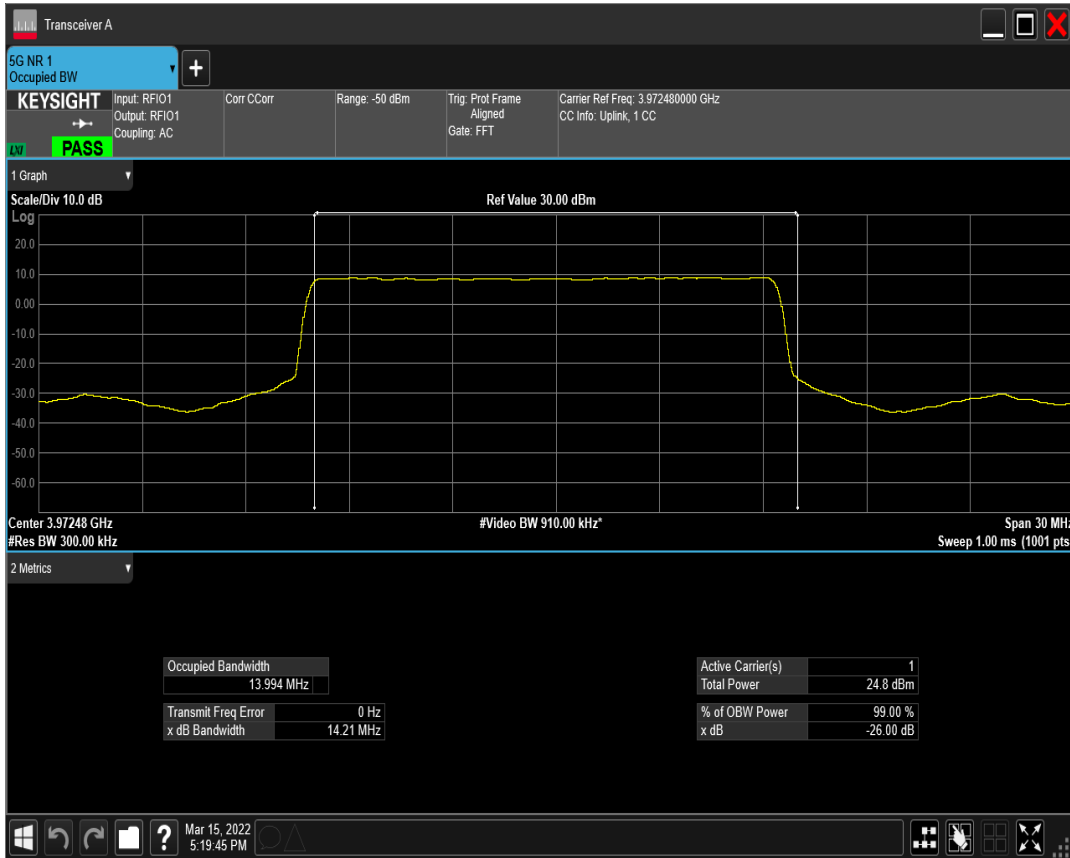 Transceiver A
5G NR 1
Occupied BW
KEYSIGHT
LXI
PASS
Input: RFIO1
Output: RFIO1
Coupling: AC
Corr CCorr
Range: -50 dBm
Trig: Prot Frame
Aligned
Gate: FFT
Carrier Ref Freq: 3.972480000 GHz
CC Info: Uplink, 1 CC
1 Graph
Scale/Div 10.0 dB
Ref Value 30.00 dBm
Log
20.0
10.0
0.00
-10.0
-20.0
-30.0
-40.0
-50.0
-60.0
Center 3.97248 GHz
#Video BW 910.00 kHz*
Span 30 MHz
#Res BW 300.00 kHz
Sweep 1.00 ms (1001 pts
2 Metrics
Occupied Bandwidth
13.994 MHz
Transmit Freq Error 0 Hz
x dB Bandwidth 14.21 MHz
Active Carrier(s) 1
Total Power 24.8 dBm
% of OBW Power 99.00 %
x dB -26.00 dB
?
Mar 15, 2022
5:19:45 PM